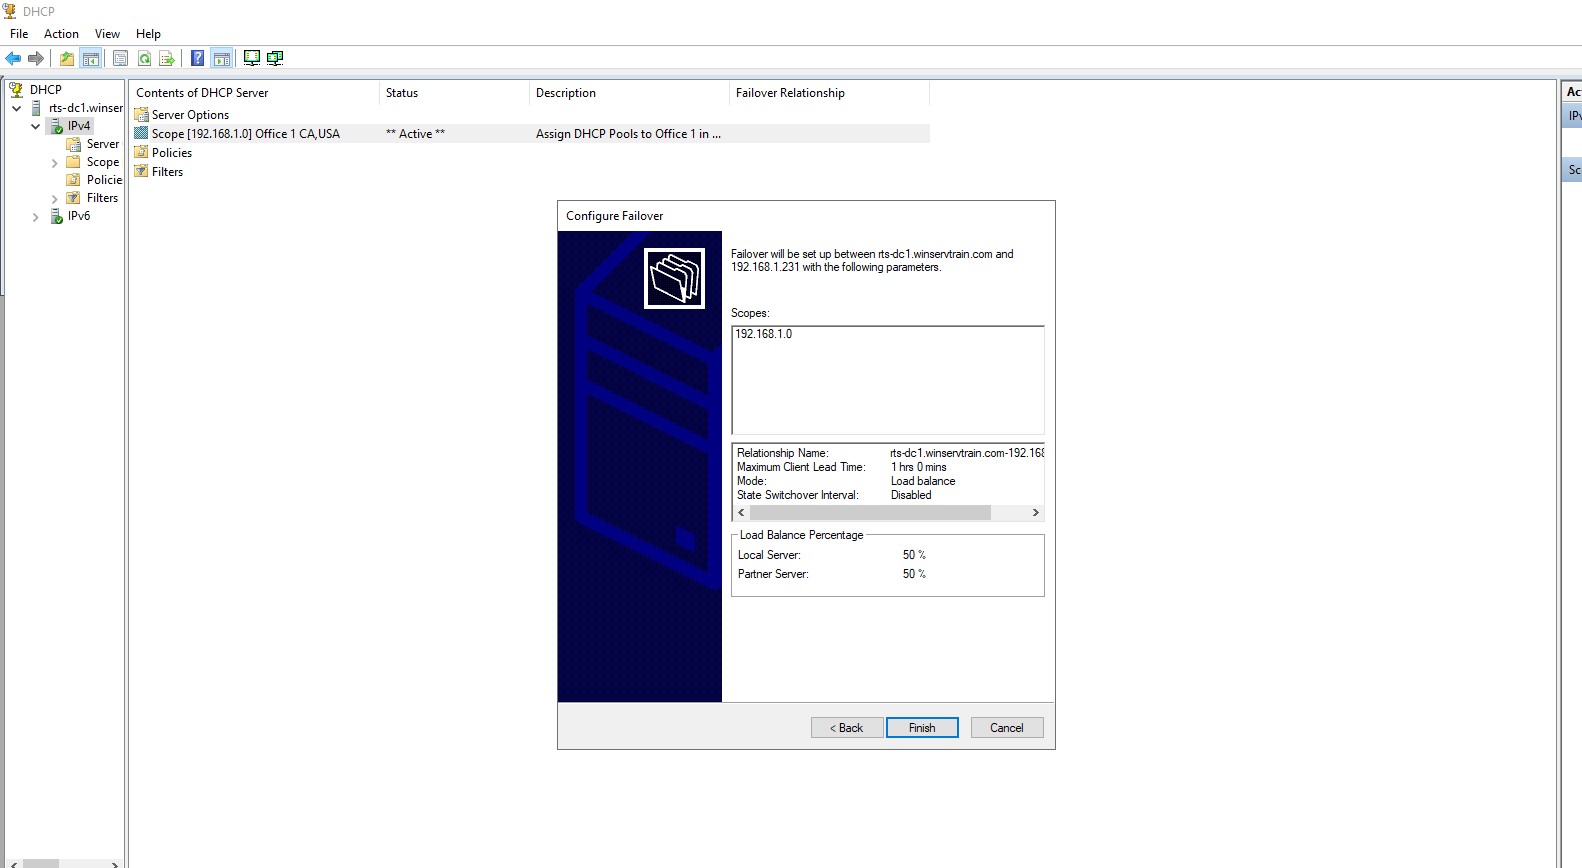 DHCP
File Action View Help
DHCP
rts-dc1.winser
IPv4
Server
Scope
Policie
Filters
IPv6
Contents of DHCP Server Status Description Failover Relationship
Server Options
Scope [192.168.1.0] Office 1 CA,USA ** Active ** Assign DHCP Pools to Office 1 in ...
Policies
Filters
Ac
IPv
Sc
Configure Failover
Failover will be set up between rts-dc1.winservtrain.com and
192.168.1.231 with the following parameters.
Scopes:
192.168.1.0
Relationship Name: rts-dc1.winservtrain.com-192.168
Maximum Client Lead Time: 1 hrs 0 mins
Mode: Load balance
State Switchover Interval: Disabled
Load Balance Percentage
Local Server: 50 %
Partner Server: 50 %
< Back Finish Cancel